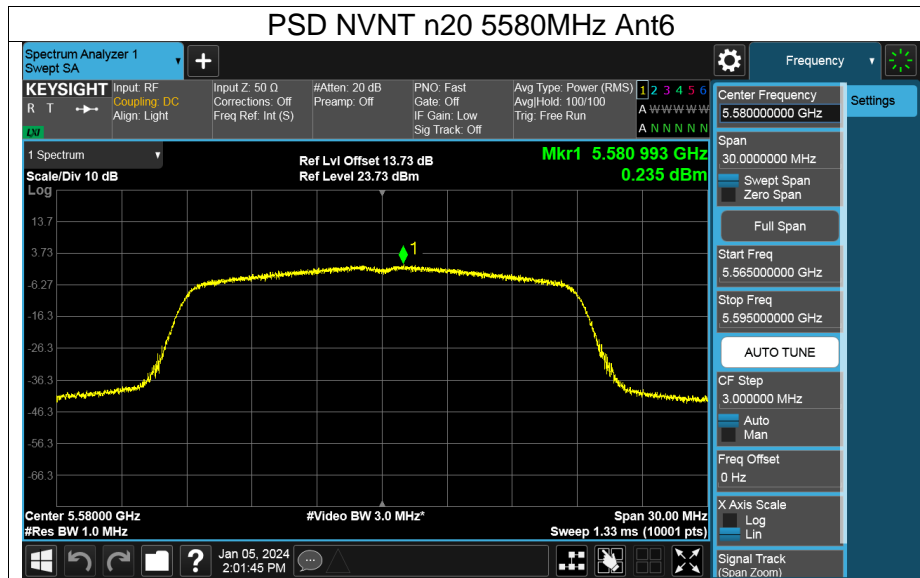 PSD NVNT n20 5580MHz Ant6
Spectrum Analyzer 1
Swept SA
+
Frequency
KEYSIGHT
R T
LXI
Input: RF
Coupling: DC
Align: Light
Input Z: 50 Ω
Corrections: Off
Freq Ref: Int (S)
#Atten: 20 dB
Preamp: Off
PNO: Fast
Gate: Off
IF Gain: Low
Sig Track: Off
Avg Type: Power (RMS)
Avg|Hold: 100/100
Trig: Free Run
1 2 3 4 5 6
A W W W W W
A N N N N N
1 Spectrum
Scale/Div 10 dB
Log
Ref Lvl Offset 13.73 dB
Ref Level 23.73 dBm
Mkr1 5.580 993 GHz
0.235 dBm
1
13.7
3.73
-6.27
-16.3
-26.3
-36.3
-46.3
-56.3
-66.3
Center 5.58000 GHz
#Res BW 1.0 MHz
#Video BW 3.0 MHz*
Span 30.00 MHz
Sweep 1.33 ms (10001 pts)
Center Frequency
5.580000000 GHz
Settings
Span
30.0000000 MHz
Swept Span
Zero Span
Full Span
Start Freq
5.565000000 GHz
Stop Freq
5.595000000 GHz
AUTO TUNE
CF Step
3.000000 MHz
Auto
Man
Freq Offset
0 Hz
X Axis Scale
Log
Lin
Signal Track
(Span Zoom)
?
Jan 05, 2024
2:01:45 PM